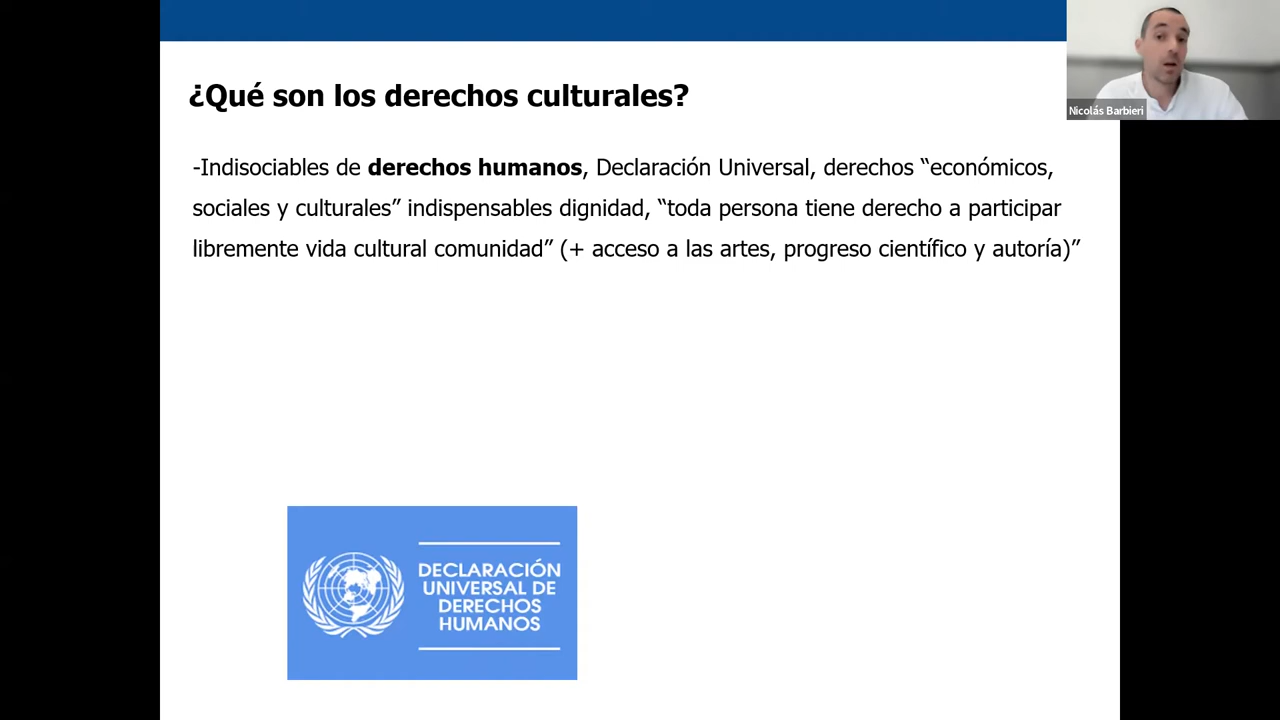 ¿Qué son los derechos culturales?
-Indisociables de derechos humanos, Declaración Universal, derechos “económicos,
sociales y culturales” indispensables dignidad, “toda persona tiene derecho a participar
libremente vida cultural comunidad” (+ acceso a las artes, progreso científico y autoría)”
Nicolás Barbieri
DECLARACIÓN
UNIVERSAL DE
DERECHOS
HUMANOS